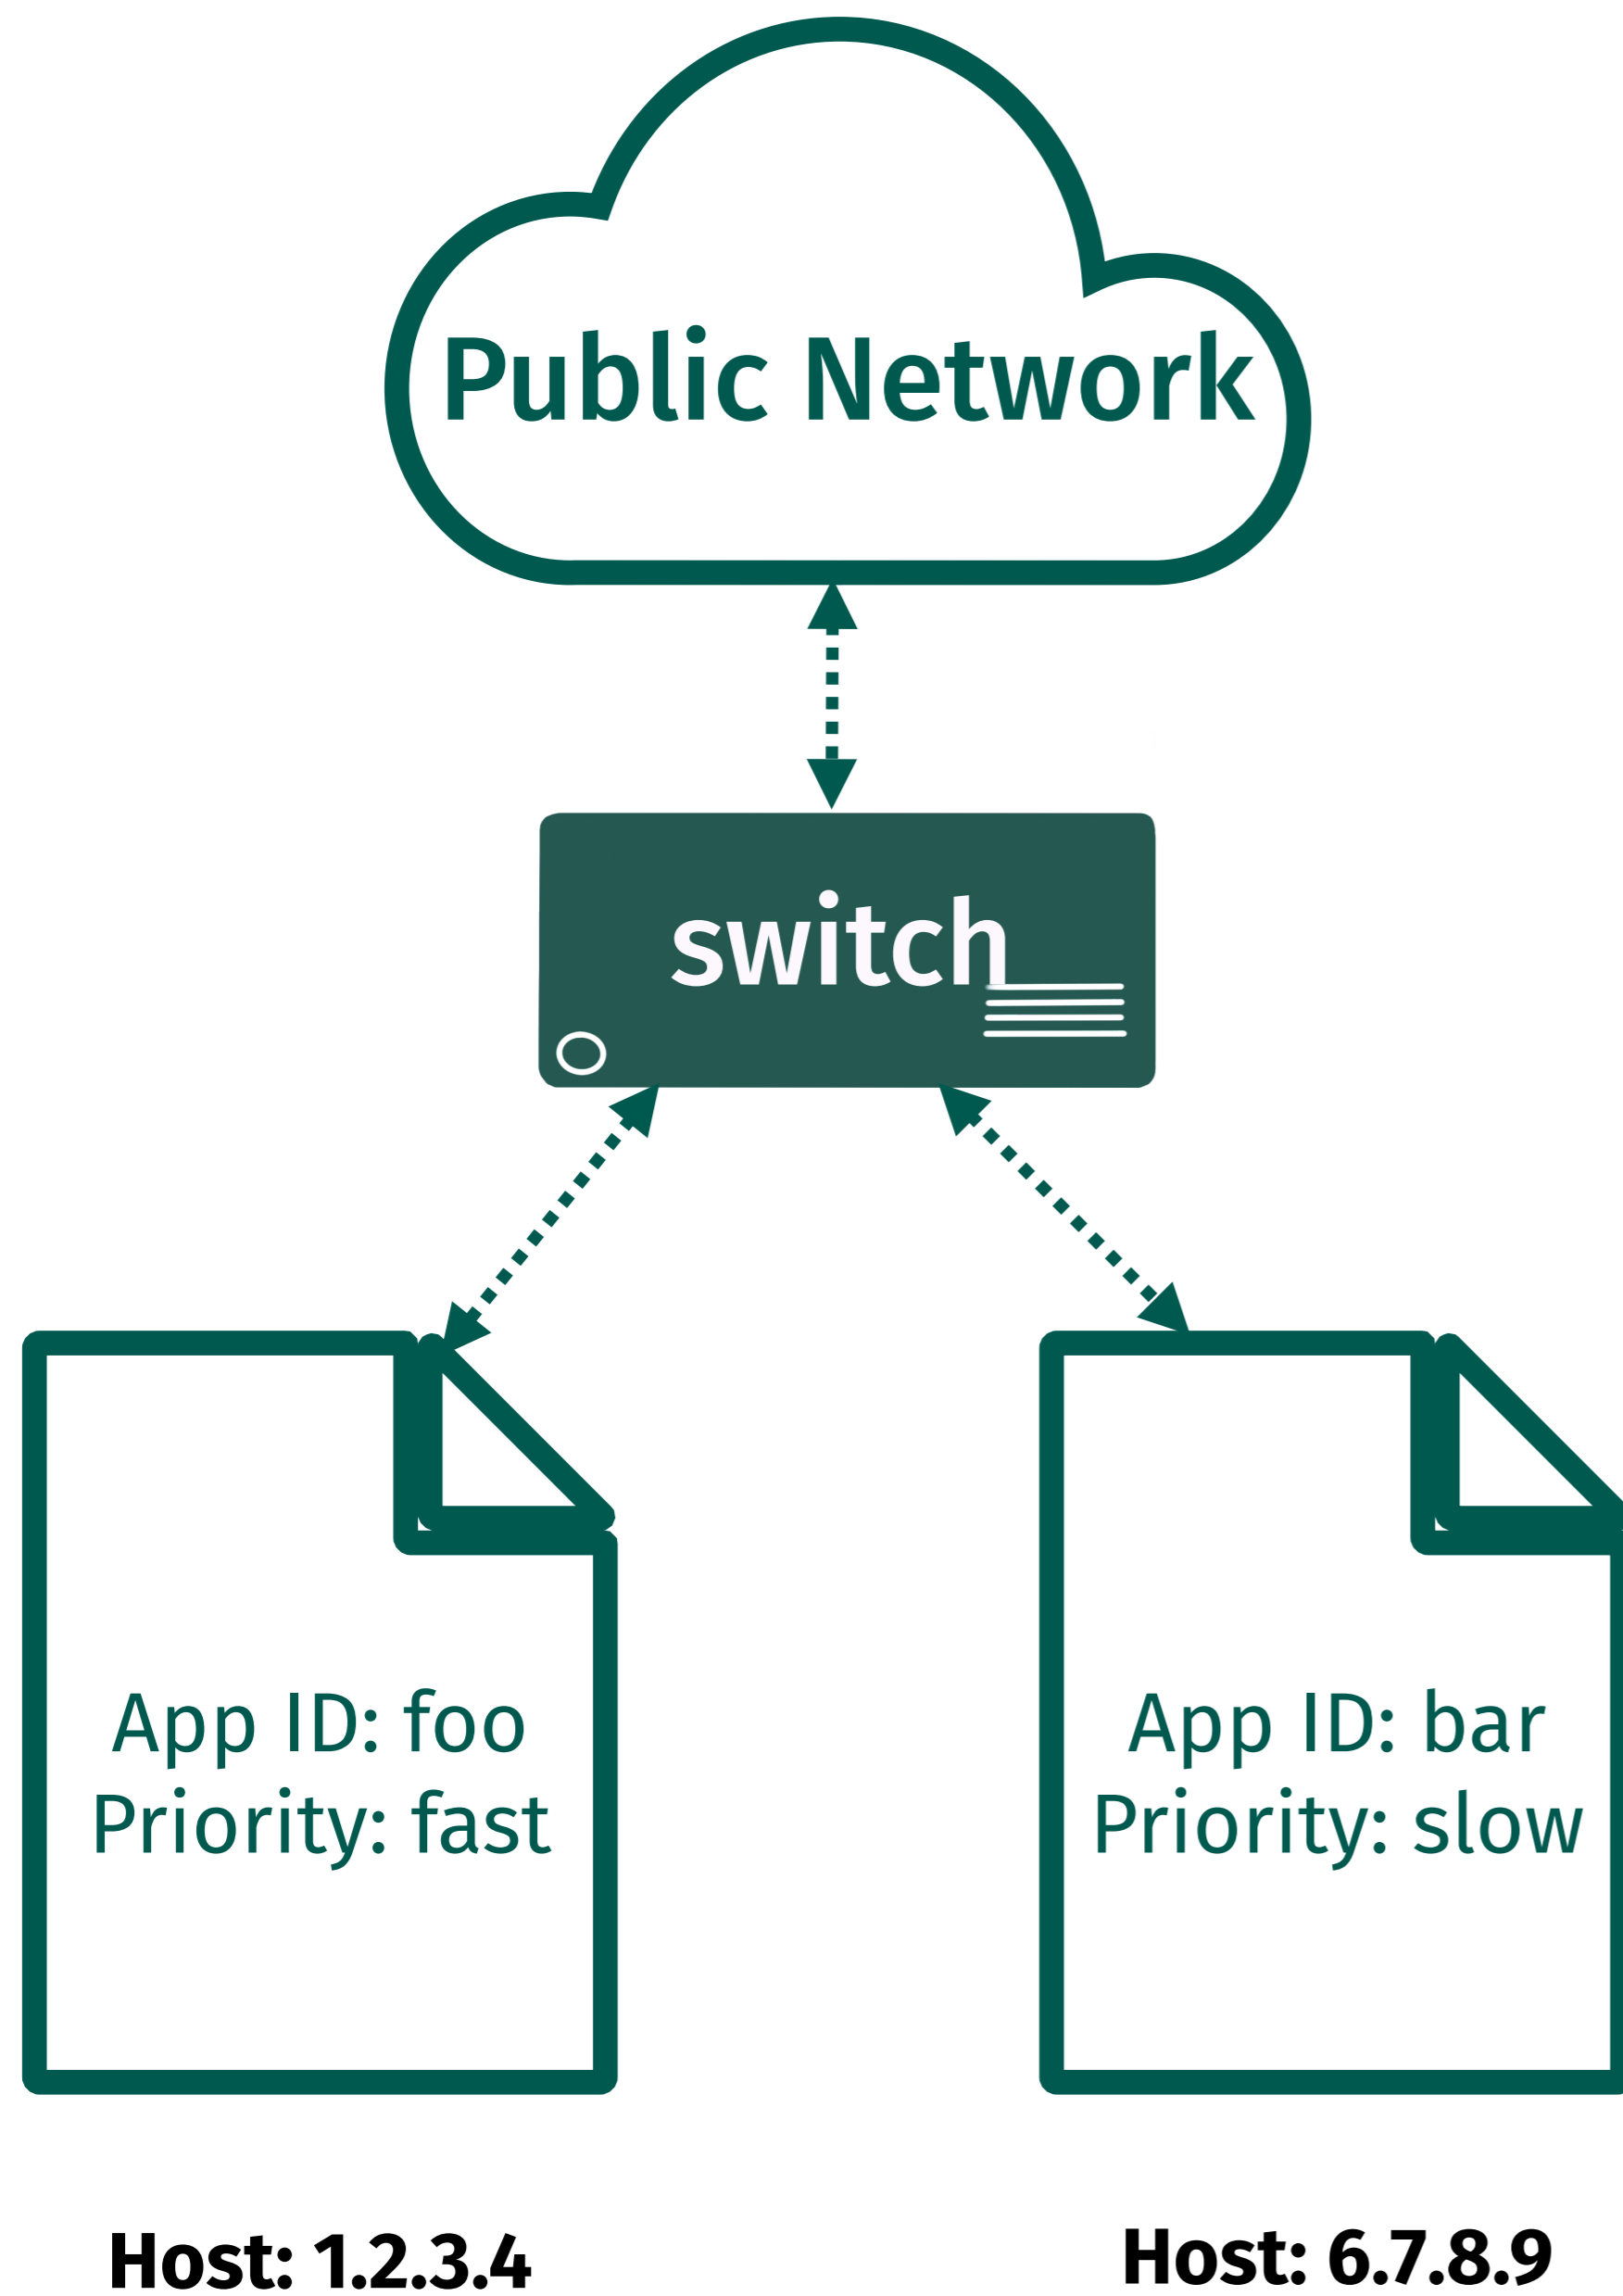 Public Network
switch
App ID: foo
Priority: fast
App ID: bar
Priority: slow
Host: 1.2.3.4
Host: 6.7.8.9